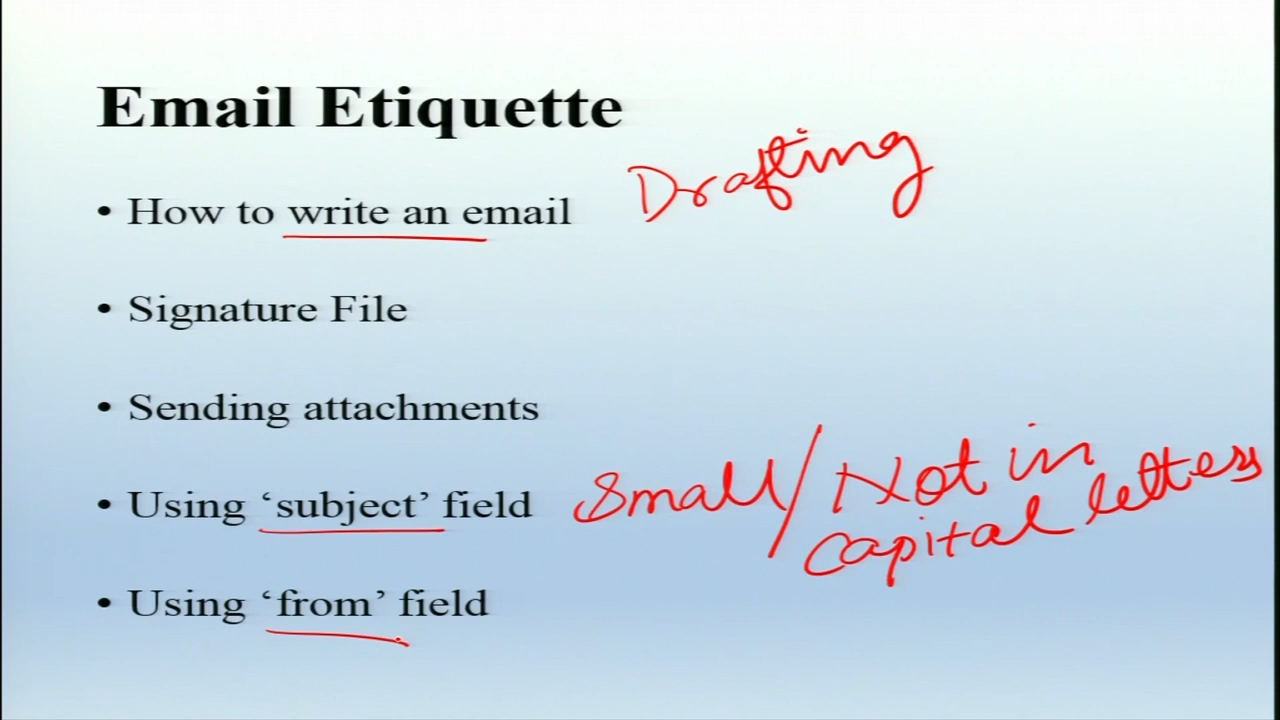 Email Etiquette
• How to write an email
Drafting
• Signature File
• Sending attachments
• Using ‘subject’ field
Small/Not in
capital letters
• Using ‘from’ field